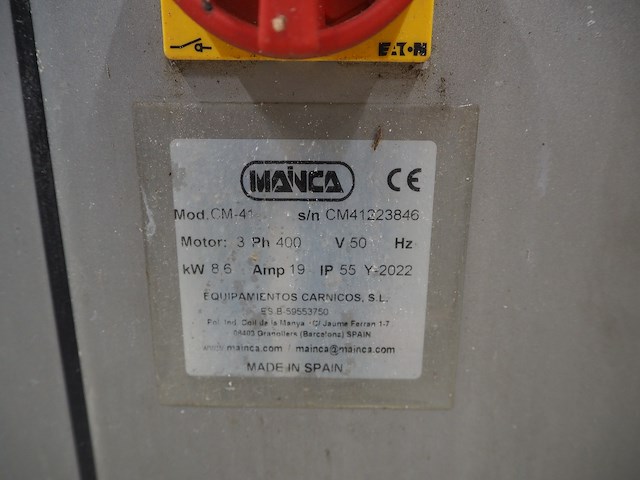 EATON
MAINCA CE
Mod. CM-41 s/n CM41223846
Motor: 3 Ph 400 V 50 Hz
kW 8.6 Amp 19 IP 55 Y-2022
EQUIPAMIENTOS CARNICOS, S.L.
ES B-59553750
Pol. Ind. Coll de la Manya · C/ Jaume Ferran 1-7
08403 Granollers (Barcelona) SPAIN
www.mainca.com / mainca@mainca.com
MADE IN SPAIN